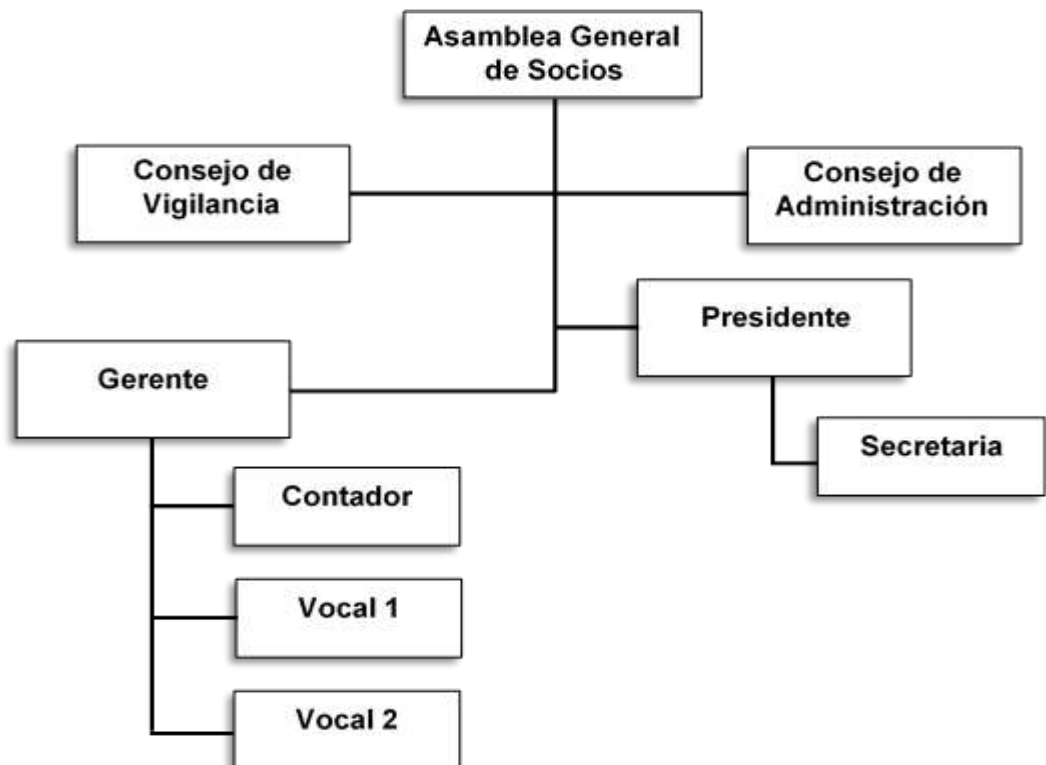 Asamblea General
de Socios
Consejo de
Vigilancia
Consejo de
Administración
Presidente
Gerente
Secretaria
Contador
Vocal 1
Vocal 2